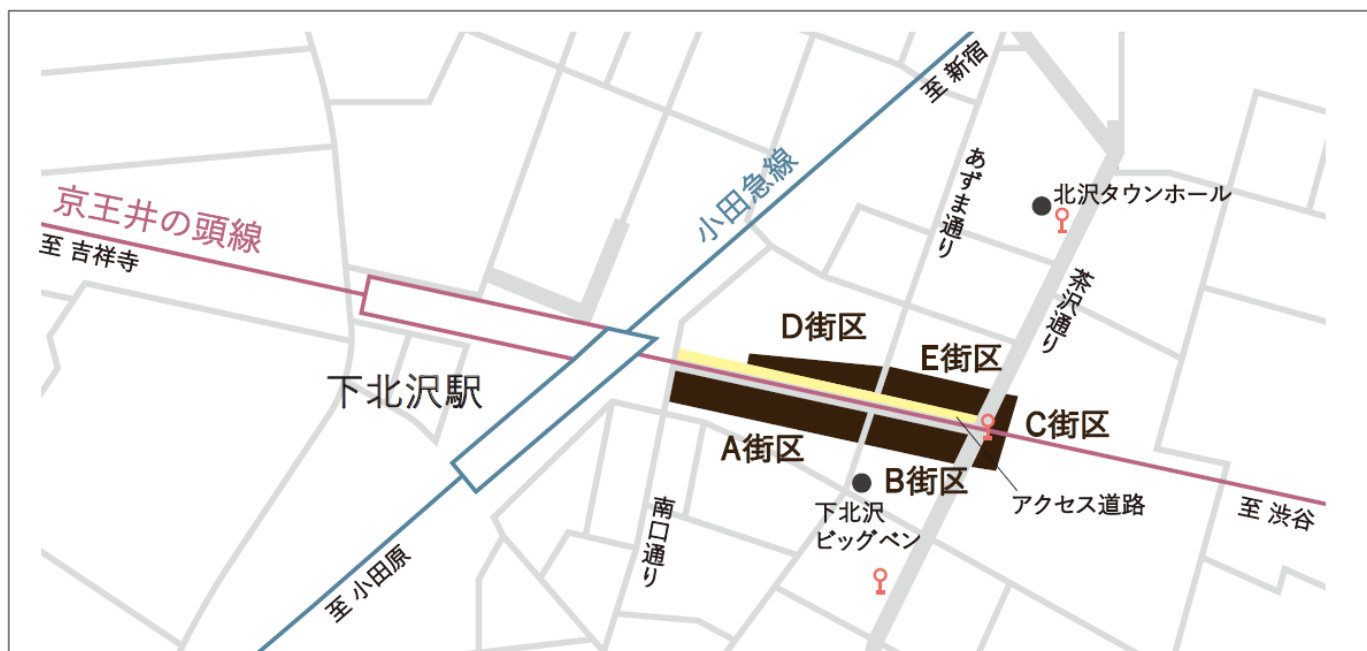 至 新宿
小田急線
あずま通り
北沢タウンホール
京王井の頭線
至 吉祥寺
茶沢通り
D街区
E街区
下北沢駅
C街区
A街区
B街区
アクセス道路
下北沢
ビッグベン
南口通り
至 渋谷
至 小田原